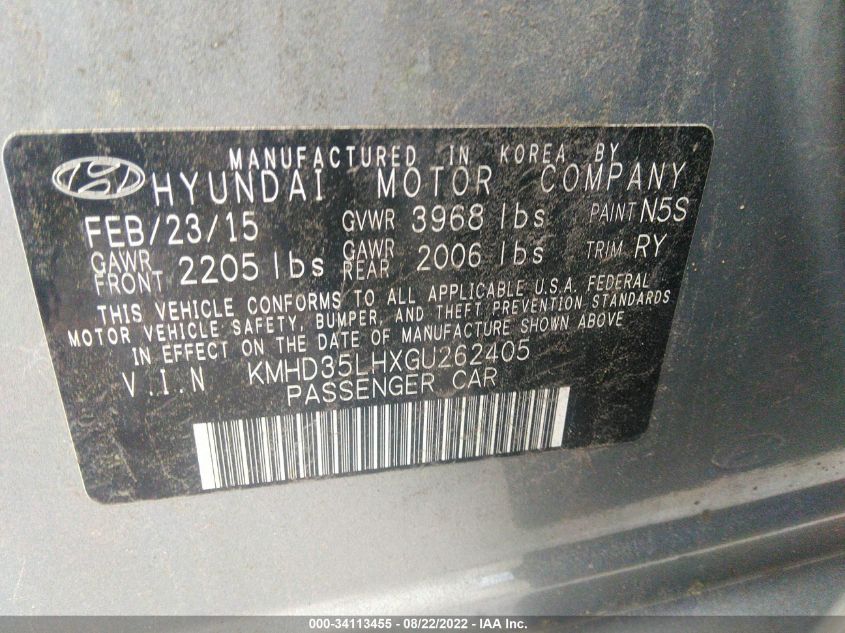 MANUFACTURED IN KOREA BY
HYUNDAI MOTOR COMPANY
FEB/23/15 GVWR 3968 lbs PAINT N5S
GAWR FRONT 2205 lbs GAWR REAR 2006 lbs TRIM RY
THIS VEHICLE CONFORMS TO ALL APPLICABLE U.S.A. FEDERAL
MOTOR VEHICLE SAFETY, BUMPER, AND THEFT PREVENTION STANDARDS
IN EFFECT ON THE DATE OF MANUFACTURE SHOWN ABOVE
V.I.N KMHD35LHXGU262405
PASSENGER CAR
000-34113455 - 08/22/2022 - © IAA Inc.